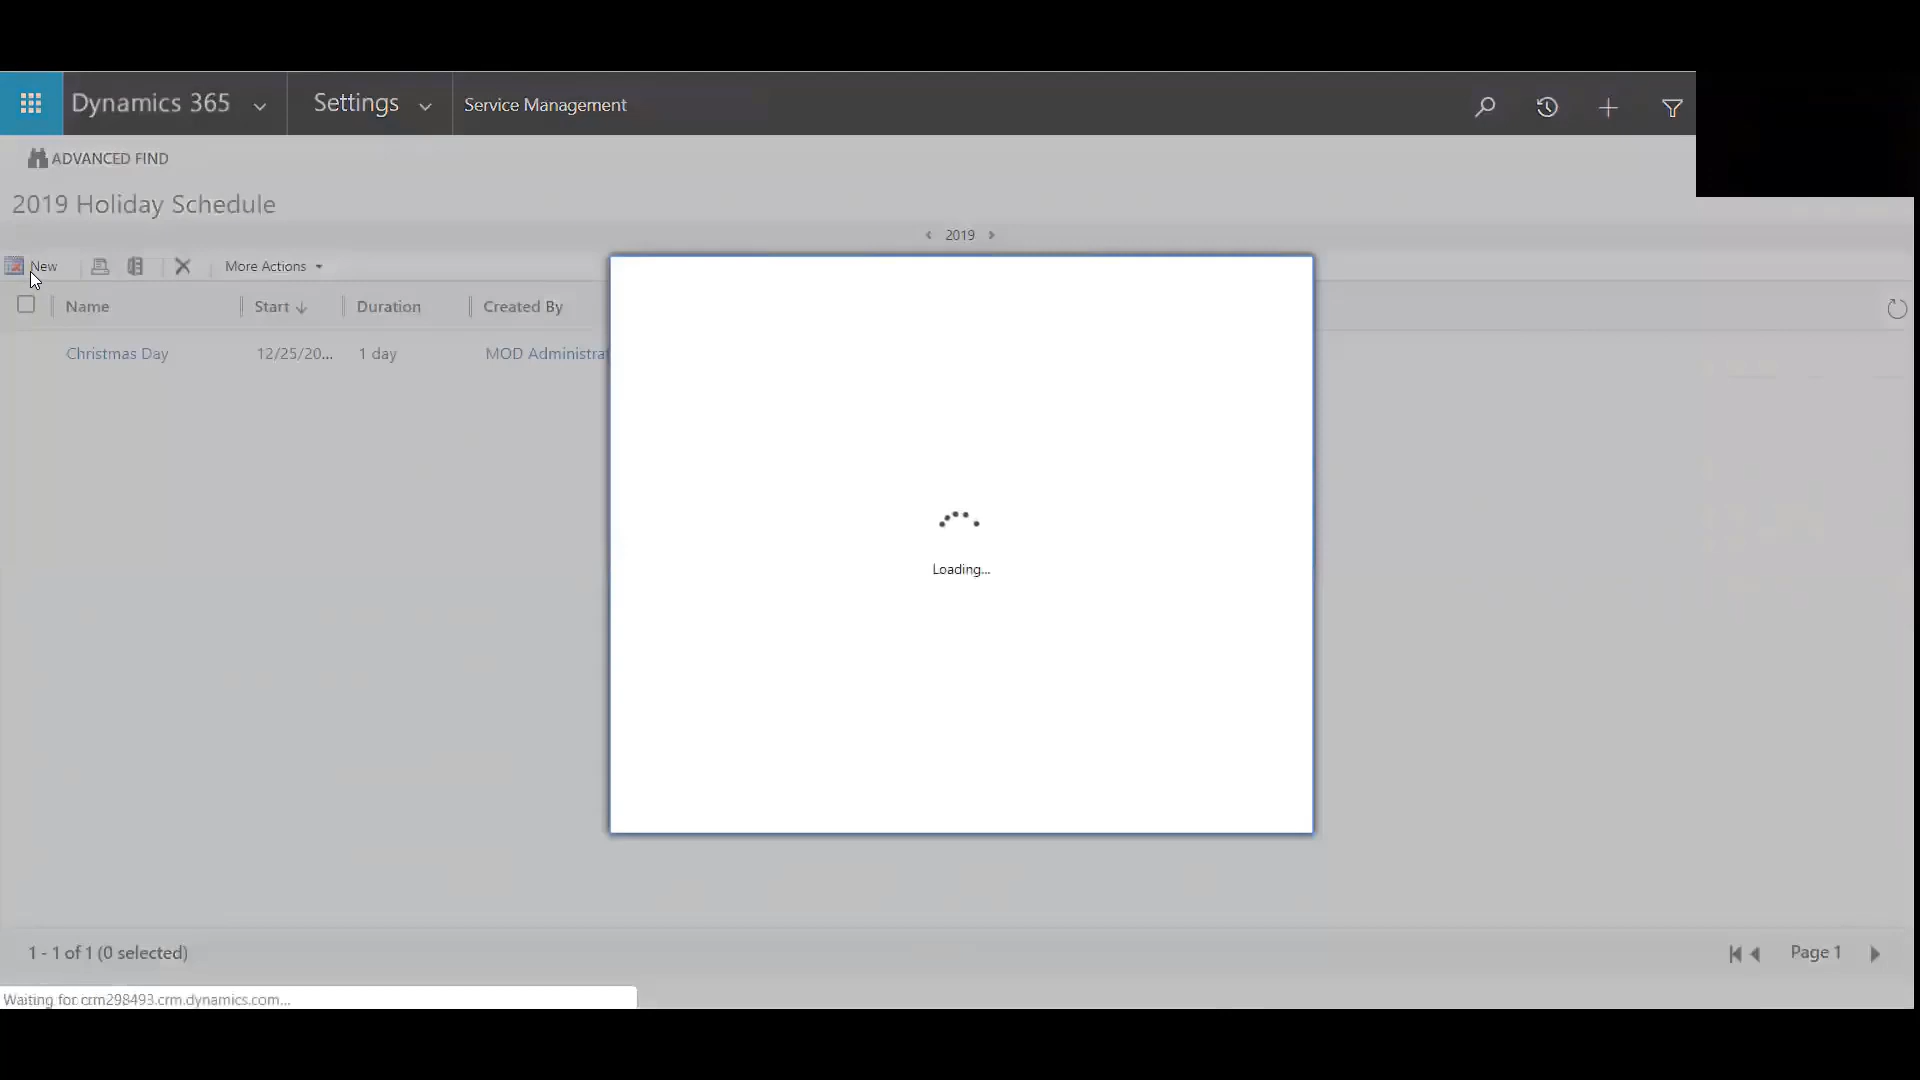 Dynamics 365 Settings Service Management
ADVANCED FIND
2019 Holiday Schedule
2019
New More Actions
Name Start Duration Created By
Christmas Day 12/25/20... 1 day MOD Administrat
Loading...
1 - 1 of 1 (0 selected) Page 1
Waiting for crm298493.crm.dynamics.com...